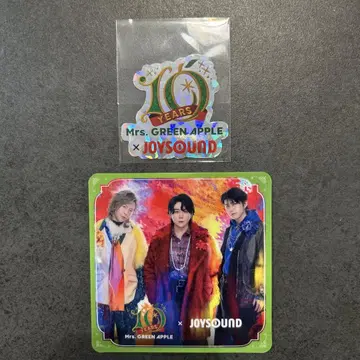 10
YEARS
Mrs. GREEN APPLE
× JOYSOUND
10
YEARS
Mrs. GREEN APPLE
× JOYSOUND